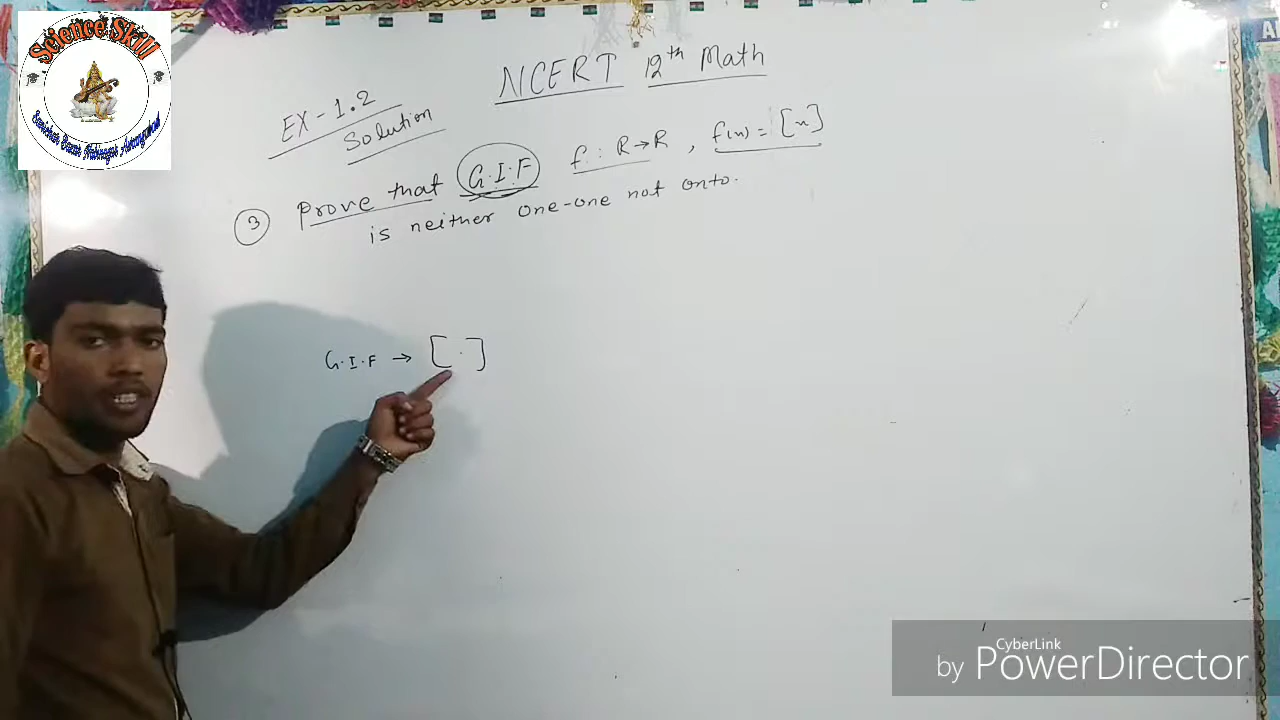 Science Skill
NCERT 12th Math
EX-1.2
Solution
③ Prove that G.I.F f : R→R , f(x) = [x]
is neither one-one not onto.
G.I.F → [ . ]
by CyberLink PowerDirector